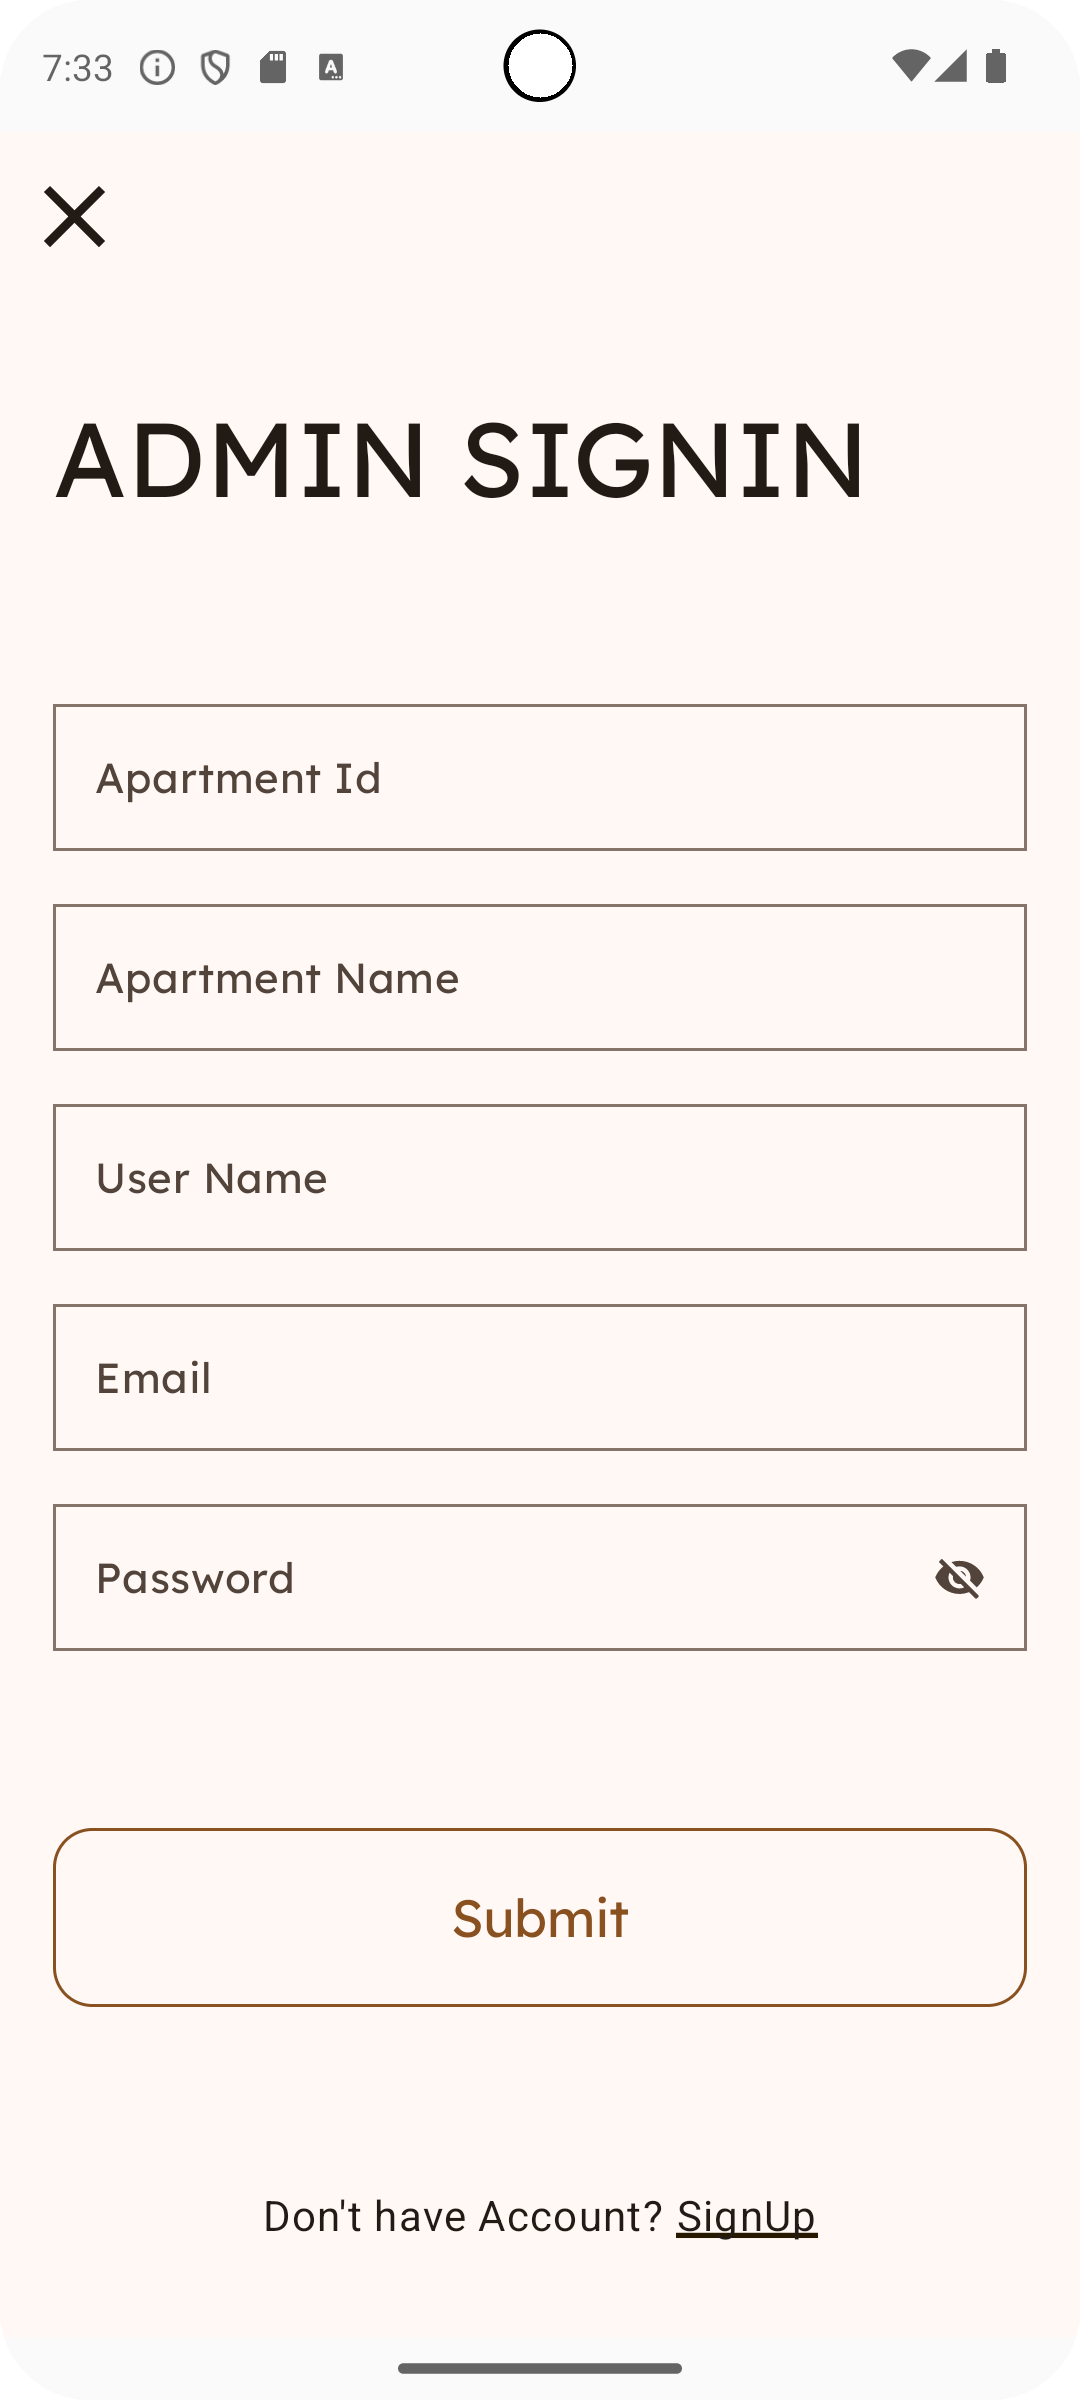 7:33
ADMIN SIGNIN
Apartment Id
Apartment Name
User Name
Email
Password
Submit
Don't have Account? SignUp